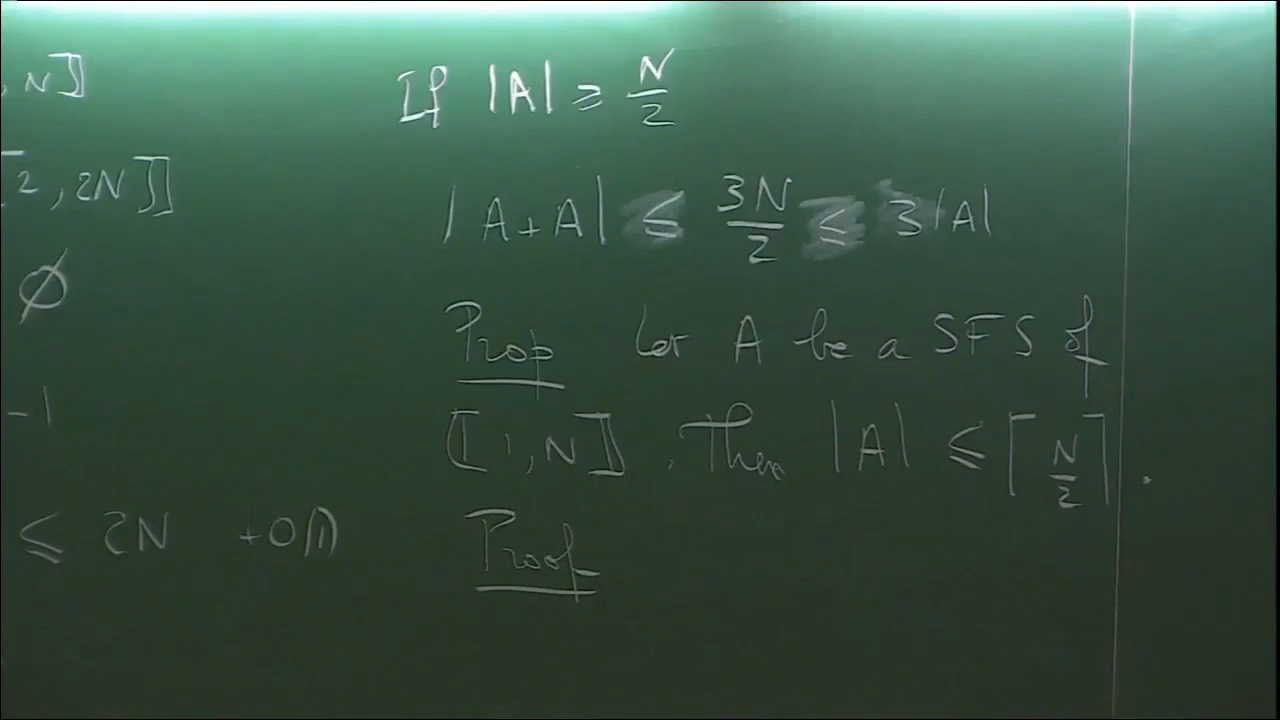 , N]]
2, 2N]]
∅
-1
≤ 2N + O(1)
If |A| ≥ N/2
|A+A| ≤ 3N/2 ≤ 3|A|
Prop Let A be a SFS of
[[1, N]]. Then |A| ≤ ⌈N/2⌉.
Proof